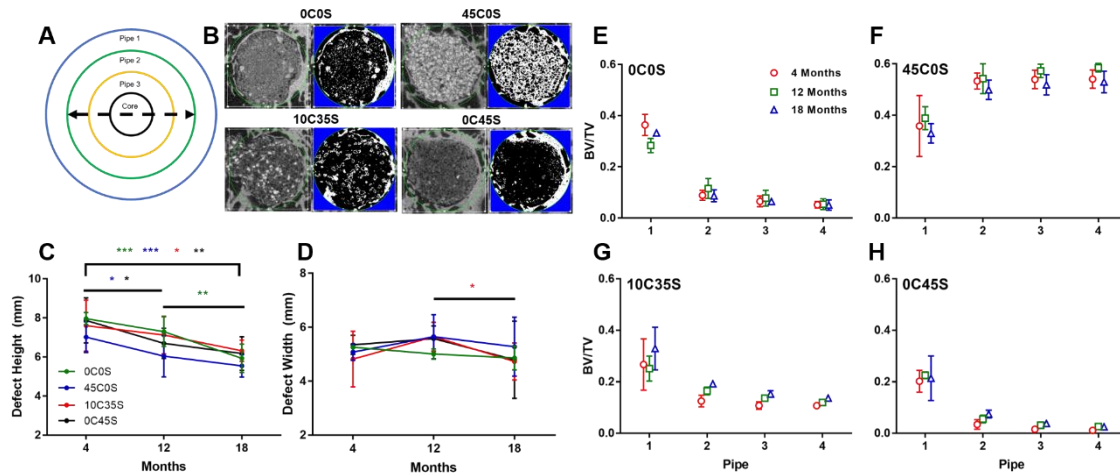 A
Pipe 1
Pipe 2
Pipe 3
Core
B
0C0S
45C0S
10C35S
0C45S
C
*** *** * **
* *
**
Defect Height (mm)
10
8
6
4
2
0C0S
45C0S
10C35S
0C45S
4 12 18
Months
D
*
Defect Width (mm)
10
8
6
4
2
4 12 18
Months
E
0C0S
4 Months
12 Months
18 Months
BV/TV
0.6
0.4
0.2
0.0
1 2 3 4
F
45C0S
0.6
0.4
0.2
0.0
1 2 3 4
G
10C35S
BV/TV
0.6
0.4
0.2
0.0
1 2 3 4
Pipe
H
0C45S
0.6
0.4
0.2
0.0
1 2 3 4
Pipe